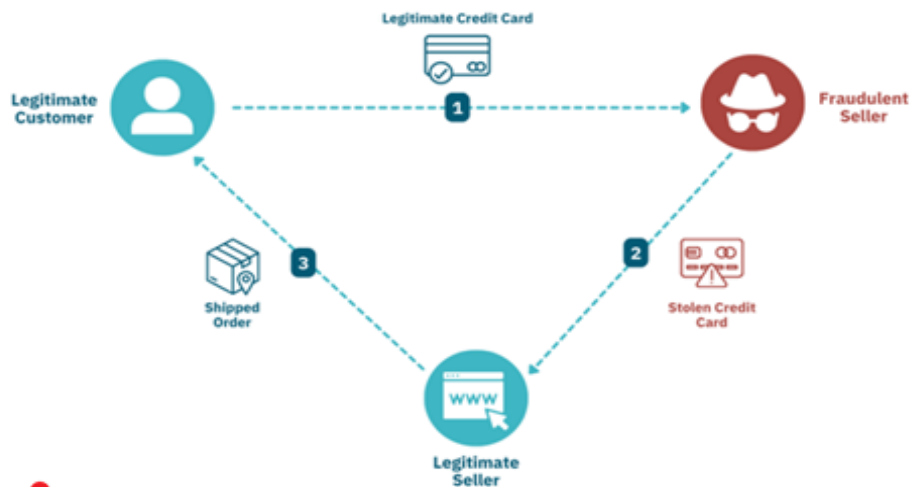 Legitimate Credit Card
1
Legitimate
Customer
Fraudulent
Seller
2
3
Shipped
Order
Stolen Credit
Card
WWW
Legitimate
Seller